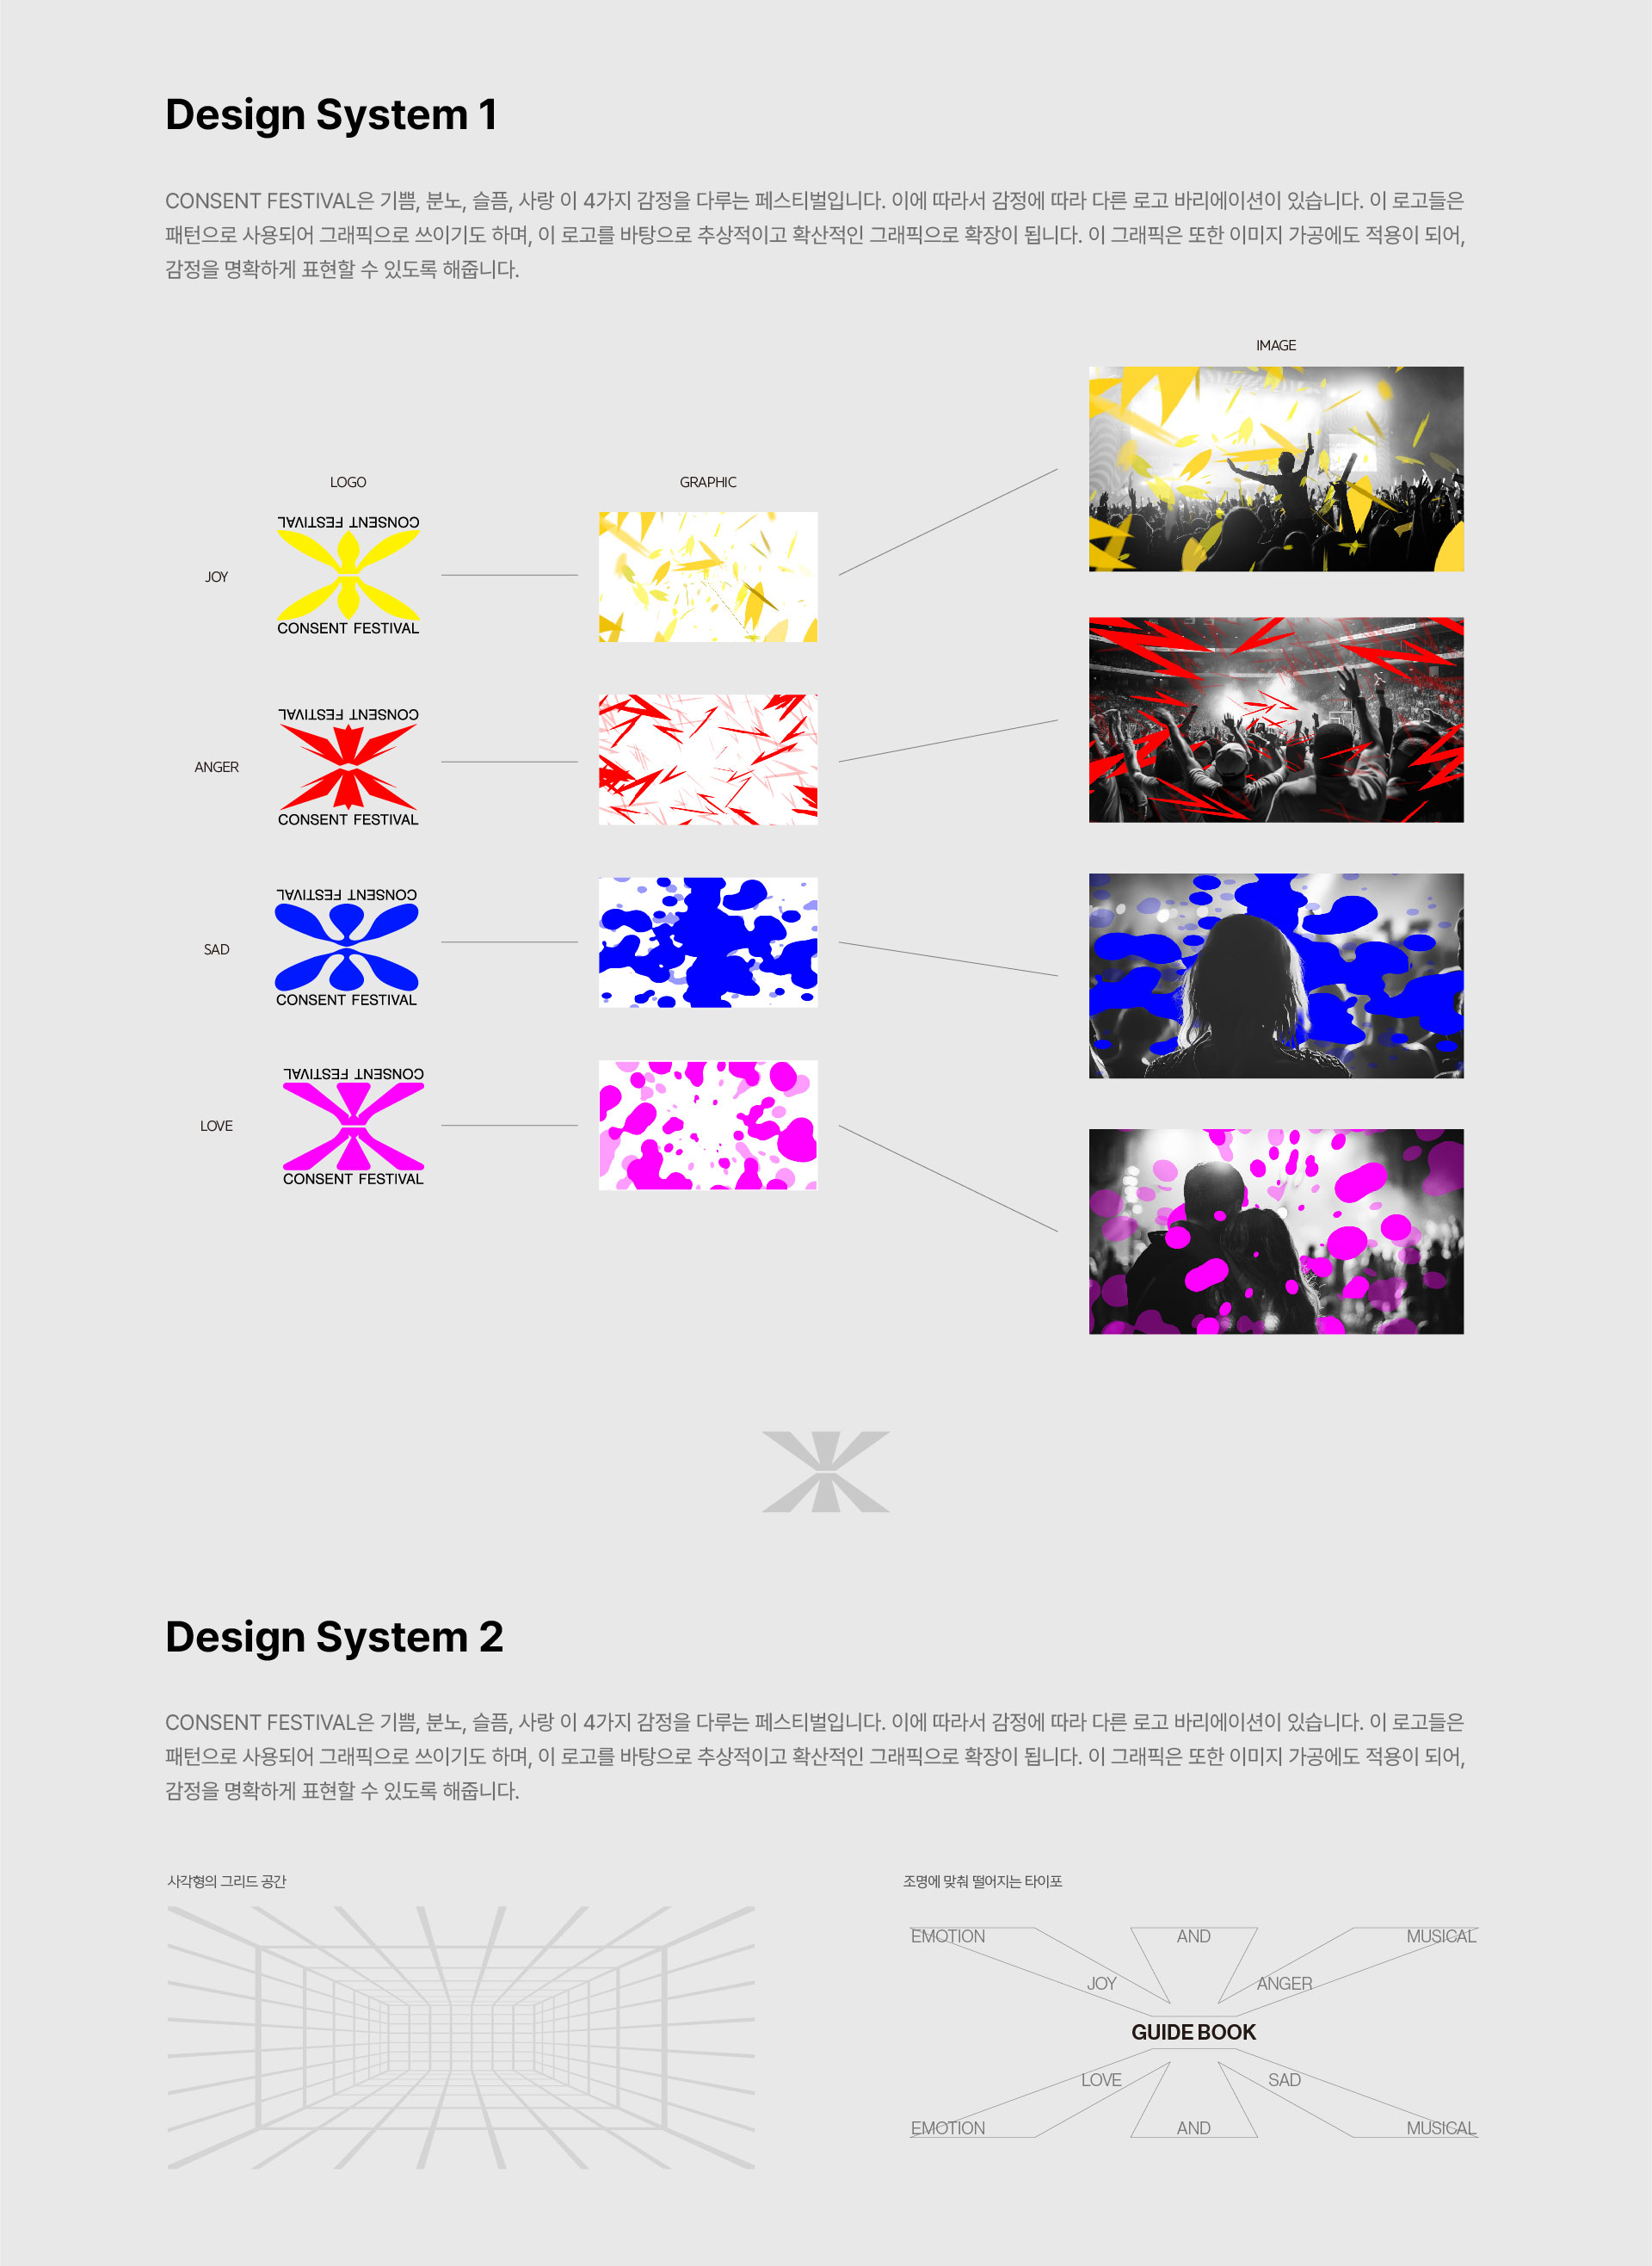 Design System 1
CONSENT FESTIVAL은 기쁨, 분노, 슬픔, 사랑 이 4가지 감정을 다루는 페스티벌입니다. 이에 따라서 감정에 따라 다른 로고 바리에이션이 있습니다. 이 로고들은
패턴으로 사용되어 그래픽으로 쓰이기도 하며, 이 로고를 바탕으로 추상적이고 확산적인 그래픽으로 확장이 됩니다. 이 그래픽은 또한 이미지 가공에도 적용이 되어,
감정을 명확하게 표현할 수 있도록 해줍니다.
IMAGE
LOGO
GRAPHIC
CONSENT FESTIVAL
JOY
CONSENT FESTIVAL
CONSENT FESTIVAL
ANGER
CONSENT FESTIVAL
CONSENT FESTIVAL
SAD
CONSENT FESTIVAL
CONSENT FESTIVAL
LOVE
CONSENT FESTIVAL
Design System 2
CONSENT FESTIVAL은 기쁨, 분노, 슬픔, 사랑 이 4가지 감정을 다루는 페스티벌입니다. 이에 따라서 감정에 따라 다른 로고 바리에이션이 있습니다. 이 로고들은
패턴으로 사용되어 그래픽으로 쓰이기도 하며, 이 로고를 바탕으로 추상적이고 확산적인 그래픽으로 확장이 됩니다. 이 그래픽은 또한 이미지 가공에도 적용이 되어,
감정을 명확하게 표현할 수 있도록 해줍니다.
사각형의 그리드 공간
조명에 맞춰 떨어지는 타이포
EMOTION AND MUSICAL
JOY ANGER
GUIDE BOOK
LOVE SAD
EMOTION AND MUSICAL